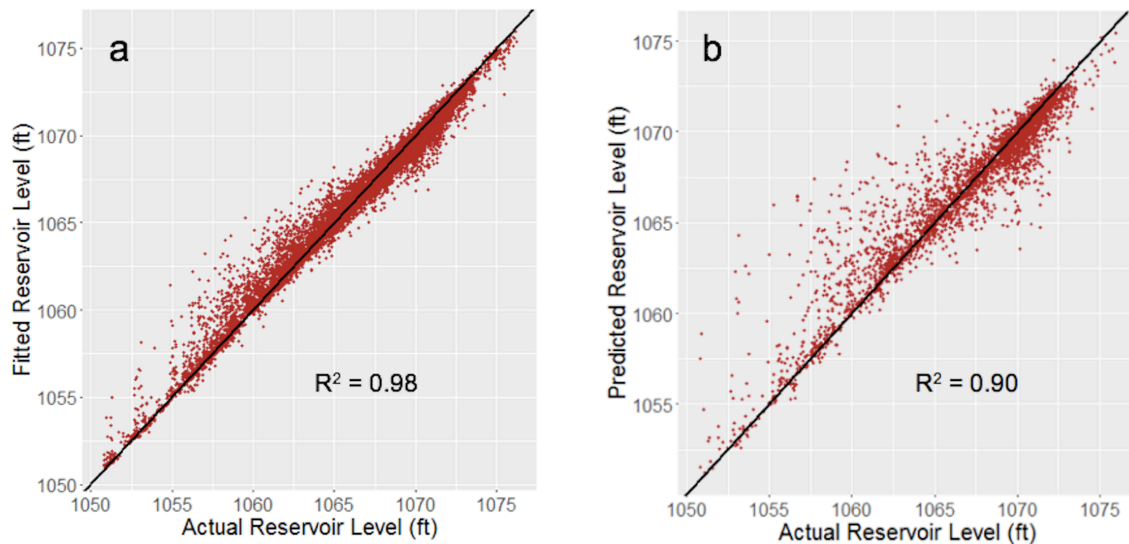 a
Fitted Reservoir Level (ft)
1075
1070
1065
1060
1055
1050
R² = 0.98
1050 1055 1060 1065 1070 1075
Actual Reservoir Level (ft)
b
Predicted Reservoir Level (ft)
1075
1070
1065
1060
1055
R² = 0.90
1050 1055 1060 1065 1070 1075
Actual Reservoir Level (ft)